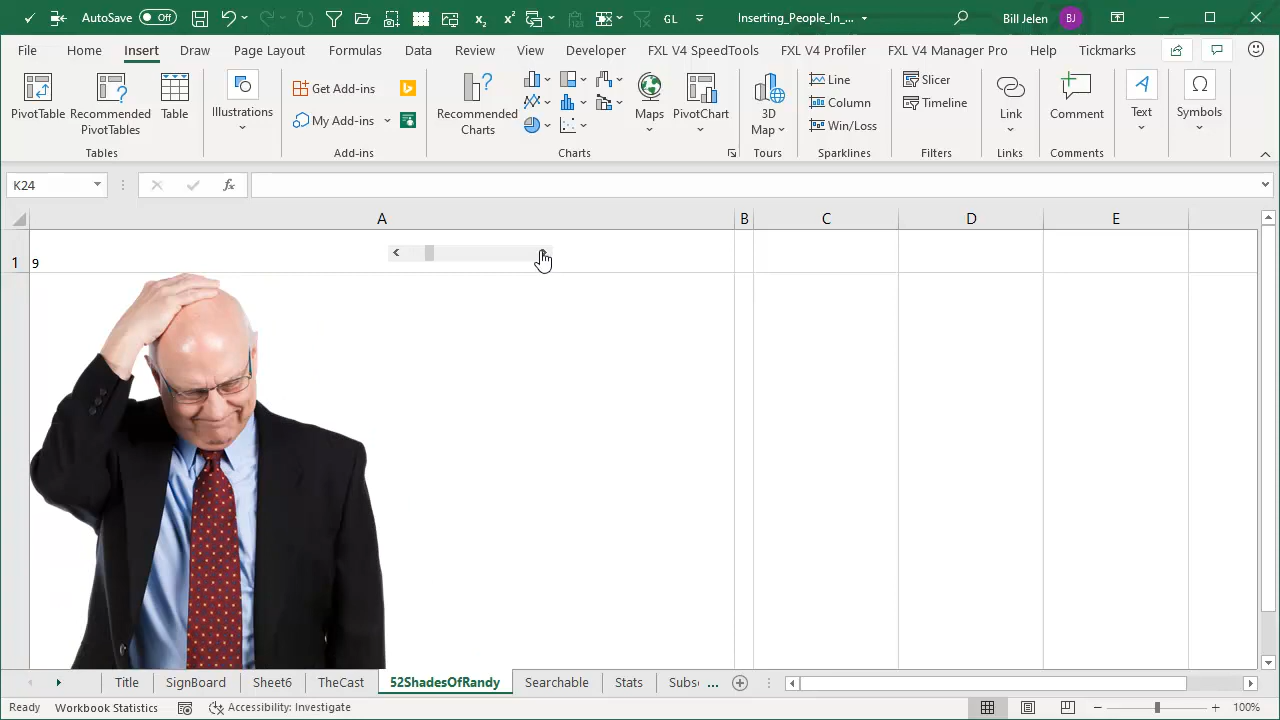 AutoSave Off Inserting_People_In_... Bill Jelen BJ
x₂ x² GL
File Home Insert Draw Page Layout Formulas Data Review View Developer FXL V4 SpeedTools FXL V4 Profiler FXL V4 Manager Pro Help Tickmarks
PivotTable
Recommended
PivotTables
Table
Tables
Illustrations
Get Add-ins
My Add-ins
Add-ins
Recommended
Charts
Maps
PivotChart
Charts
3D
Map
Tours
Line
Column
Win/Loss
Sparklines
Slicer
Timeline
Filters
Link
Links
Comment
Comments
Text
Symbols
Symbols
K24 fx
A B C D E
1 9
Title SignBoard Sheet6 TheCast 52ShadesOfRandy Searchable Stats Subs ...
Ready Workbook Statistics Accessibility: Investigate 100%